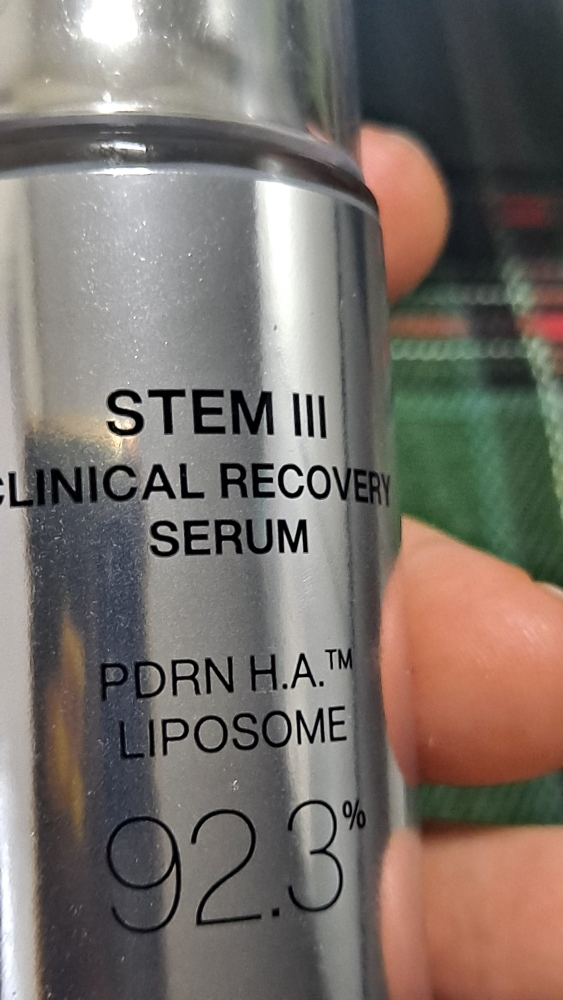 STEM III
CLINICAL RECOVERY
SERUM
PDRN H.A.™
LIPOSOME
92.3%